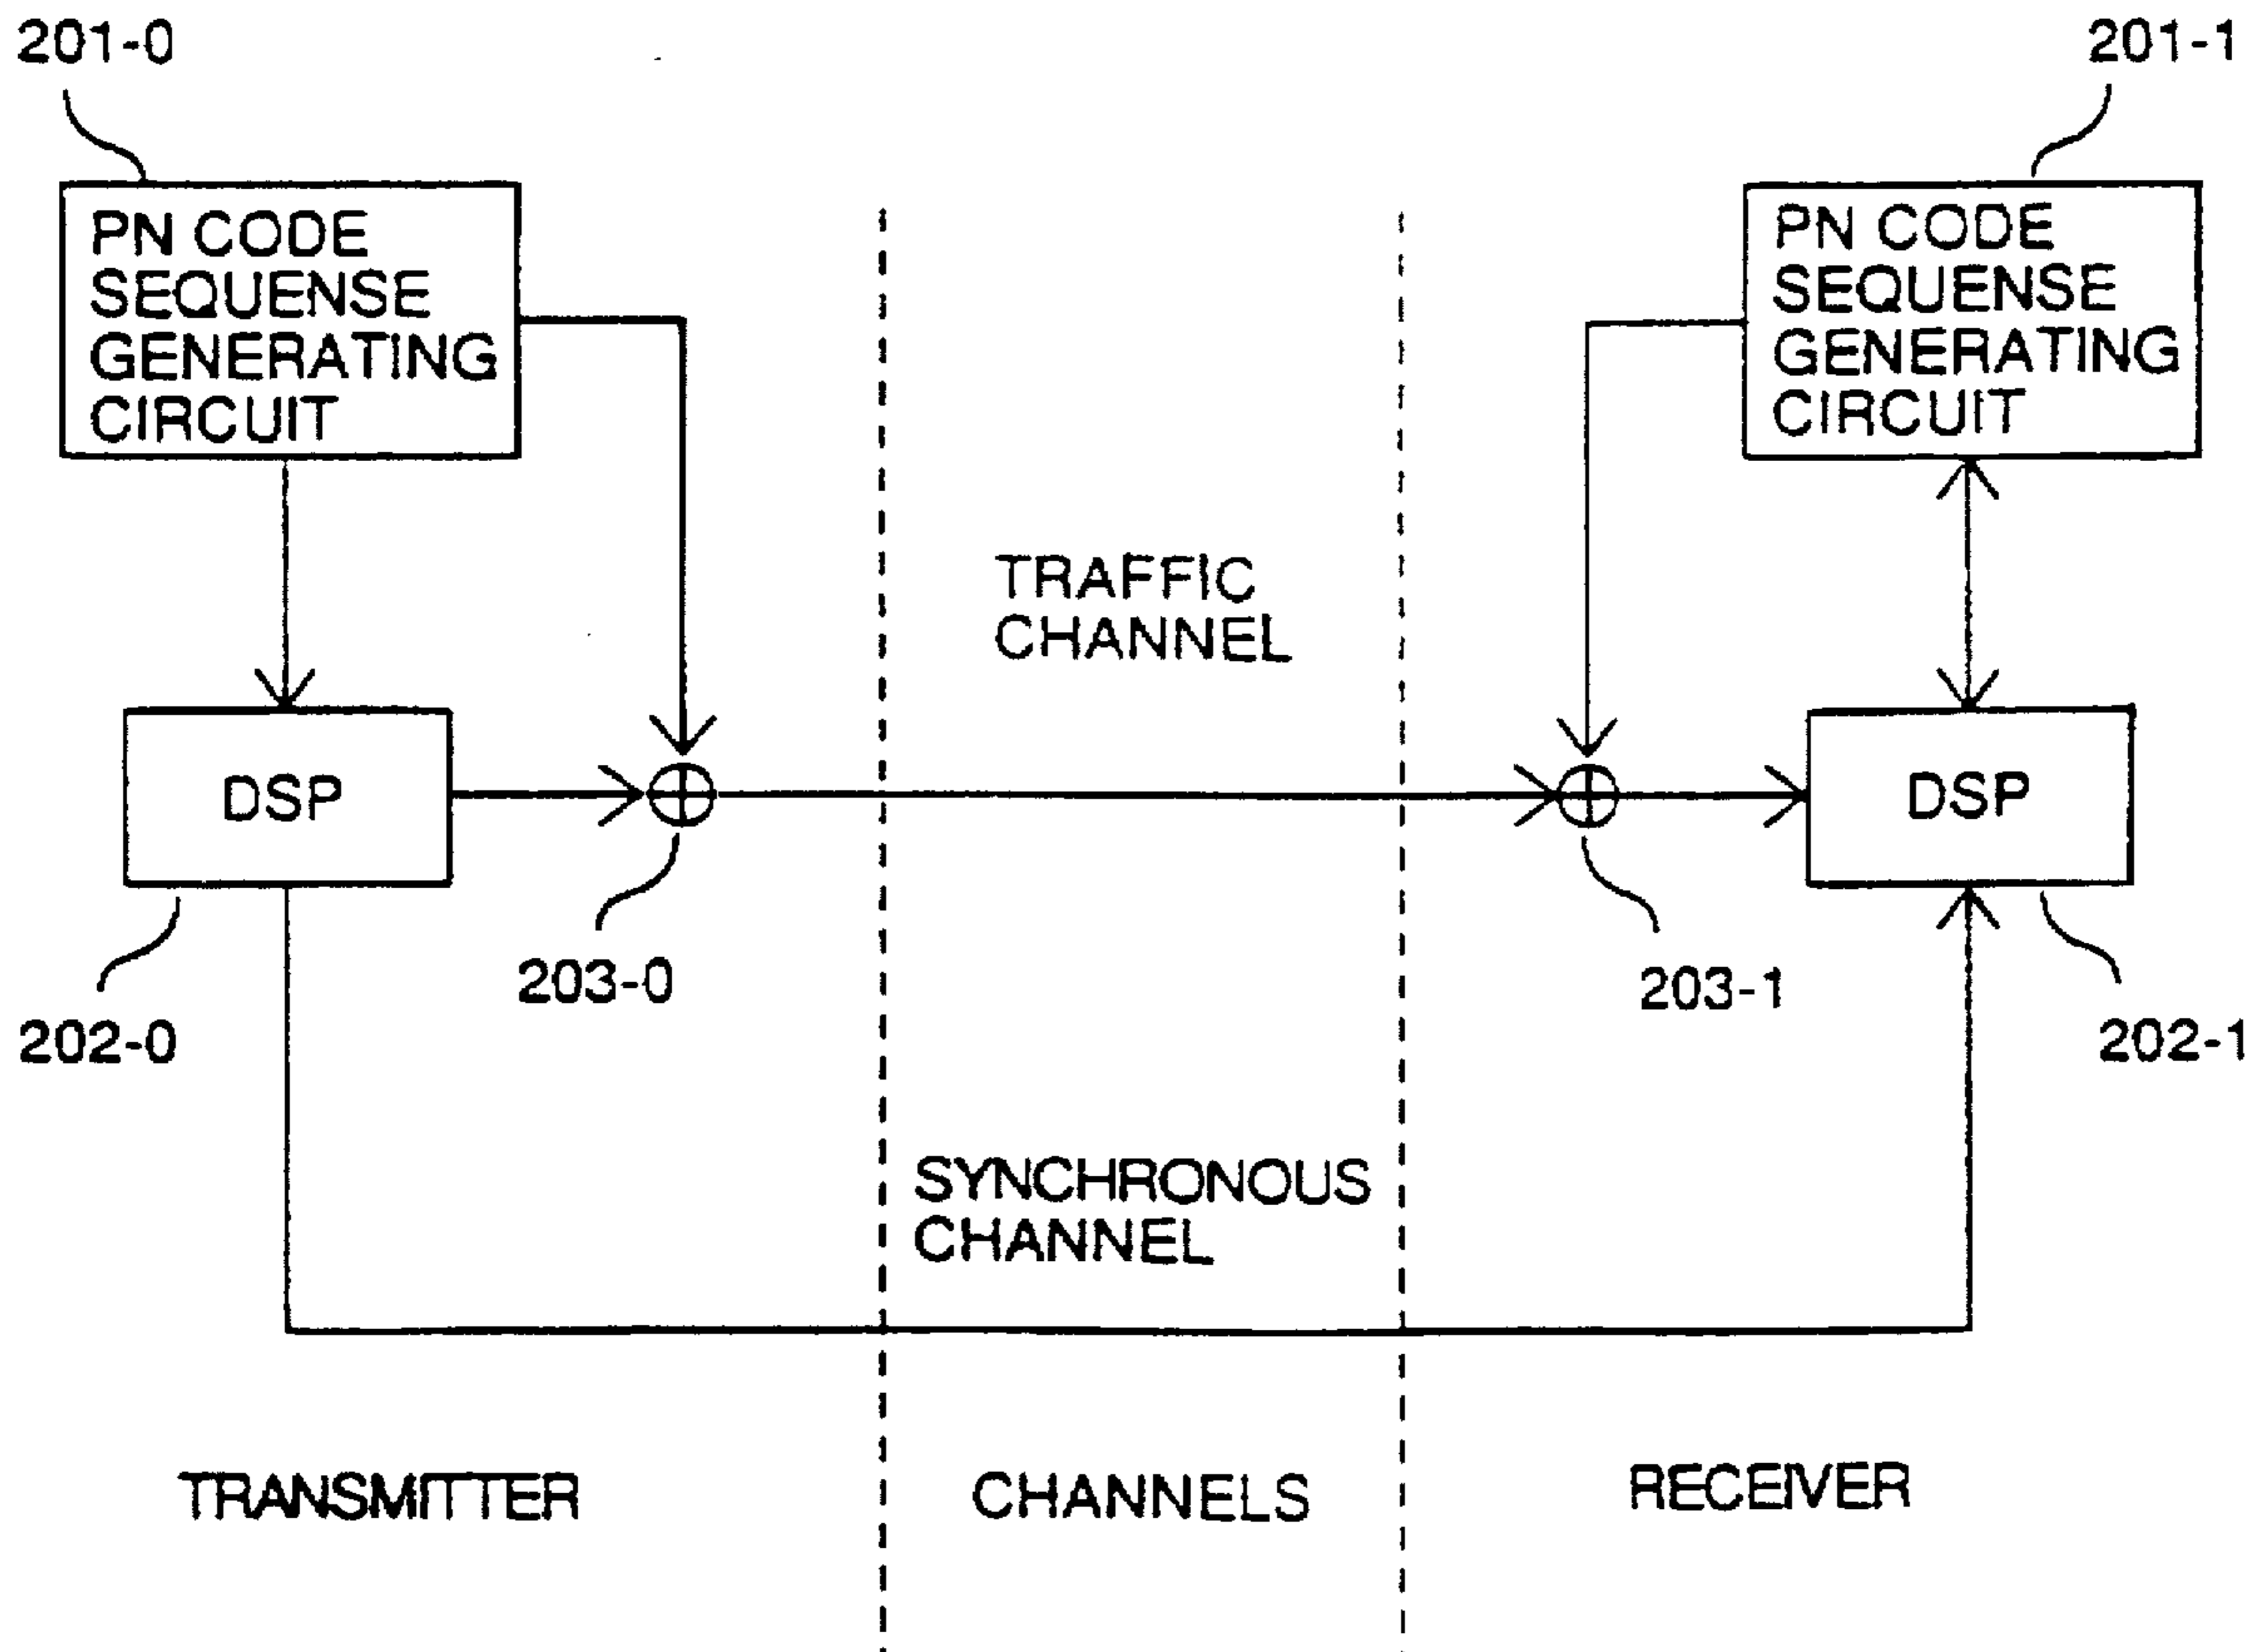 201-0
201-1
PN CODE
SEQUENSE
GENERATING
CIRCUIT
PN CODE
SEQUENSE
GENERATING
CIRCUIT
TRAFFIC
CHANNEL
DSP
DSP
203-0
203-1
202-0
202-1
SYNCHRONOUS
CHANNEL
TRANSMITTER
CHANNELS
RECEIVER